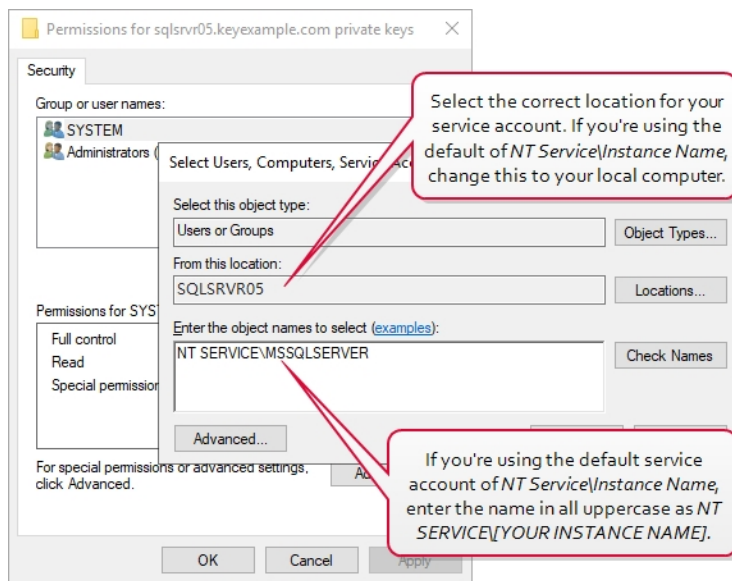 Permissions for sqlsrvr05.keyexample.com private keys
Security
Group or user names:
SYSTEM
Administrators (
Select Users, Computers, Service Acc
Select this object type:
Users or Groups
Object Types...
From this location:
SQLSRVR05
Locations...
Enter the object names to select (examples):
NT SERVICE\MSSQLSERVER
Check Names
Advanced...
Select the correct location for your
service account. If you're using the
default of NT Service\Instance Name,
change this to your local computer.
Permissions for SYST
Full control
Read
Special permission
If you're using the default service
account of NT Service\Instance Name,
enter the name in all uppercase as NT
SERVICE\[YOUR INSTANCE NAME].
For special permissions or advanced settings,
click Advanced.
OK
Cancel
Apply